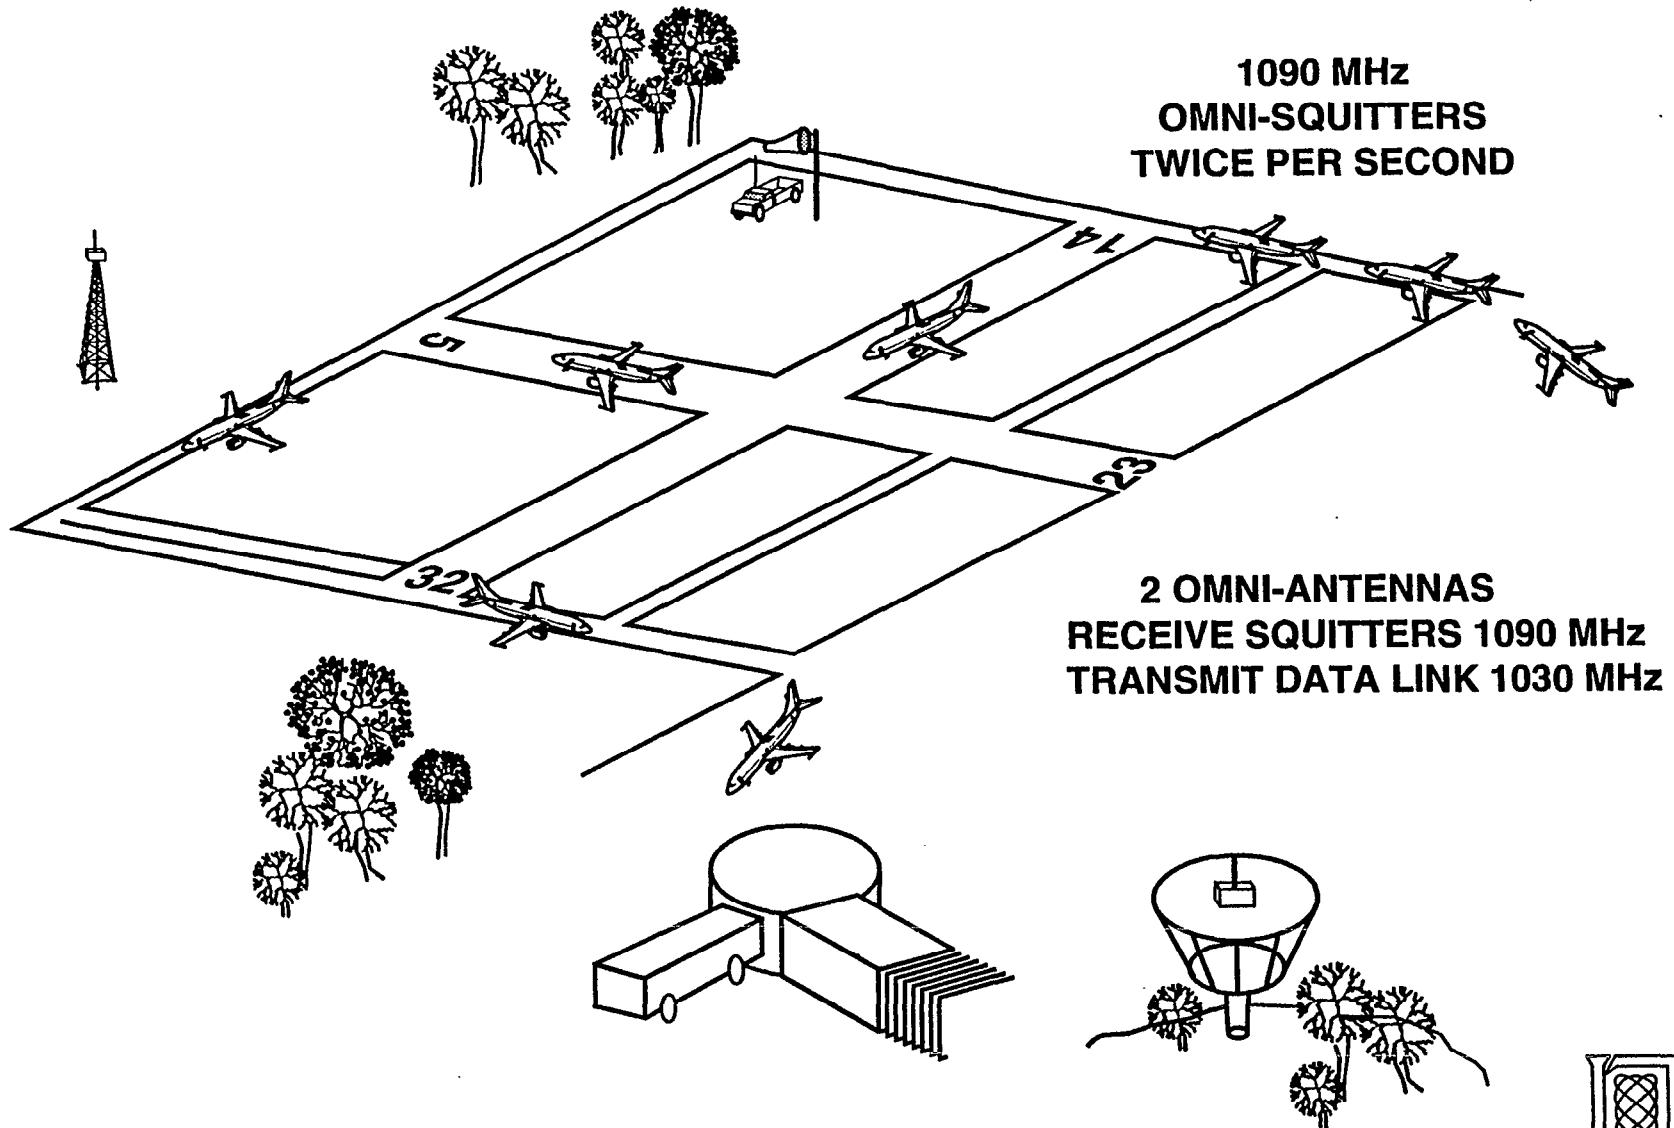 1090 MHz
OMNI-SQUITTERS
TWICE PER SECOND
14
5
23
32
2 OMNI-ANTENNAS
RECEIVE SQUITTERS 1090 MHz
TRANSMIT DATA LINK 1030 MHz